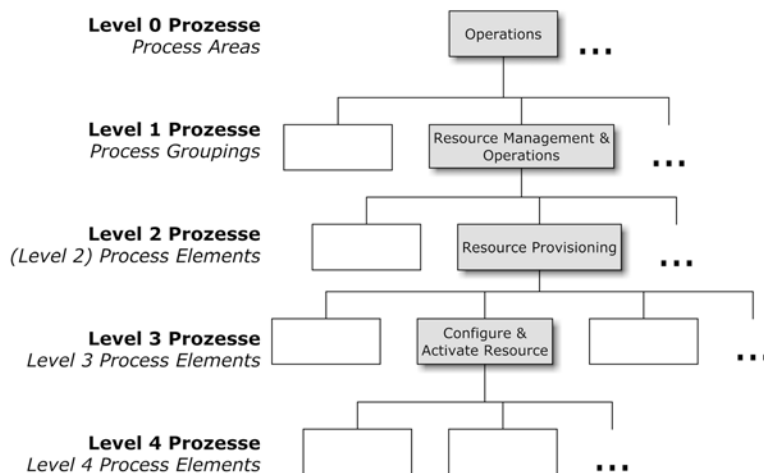 Level 0 Prozesse
Process Areas
Operations
...
Level 1 Prozesse
Process Groupings
Resource Management &
Operations
...
Level 2 Prozesse
(Level 2) Process Elements
Resource Provisioning
...
Level 3 Prozesse
Level 3 Process Elements
Configure &
Activate Resource
...
Level 4 Prozesse
Level 4 Process Elements
...